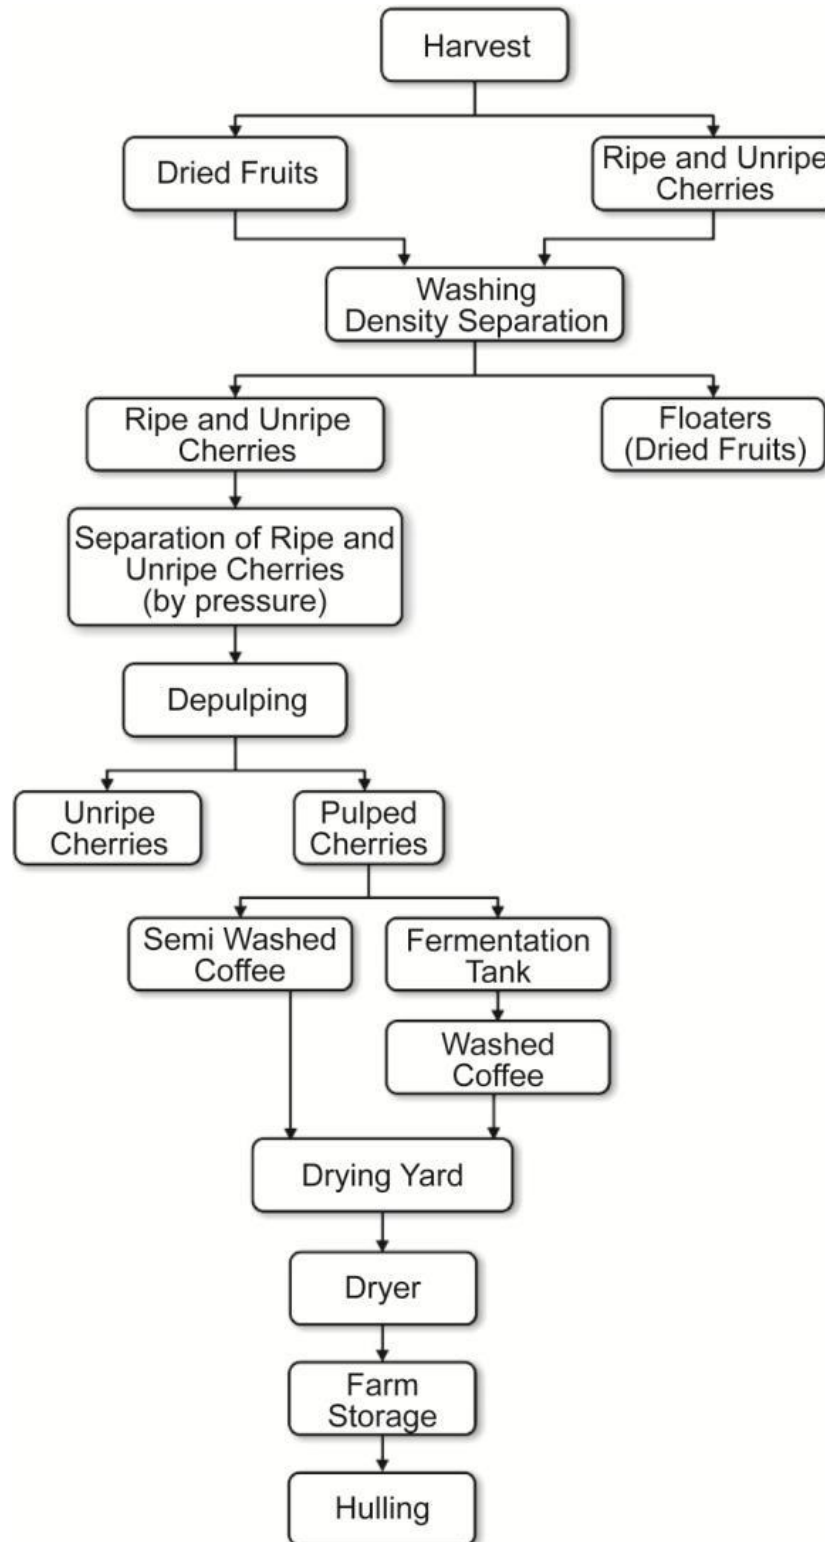 Harvest
Dried Fruits
Ripe and Unripe
Cherries
Washing
Density Separation
Ripe and Unripe
Cherries
Floaters
(Dried Fruits)
Separation of Ripe and
Unripe Cherries
(by pressure)
Depulping
Unripe
Cherries
Pulped
Cherries
Semi Washed
Coffee
Fermentation
Tank
Washed
Coffee
Drying Yard
Dryer
Farm
Storage
Hulling